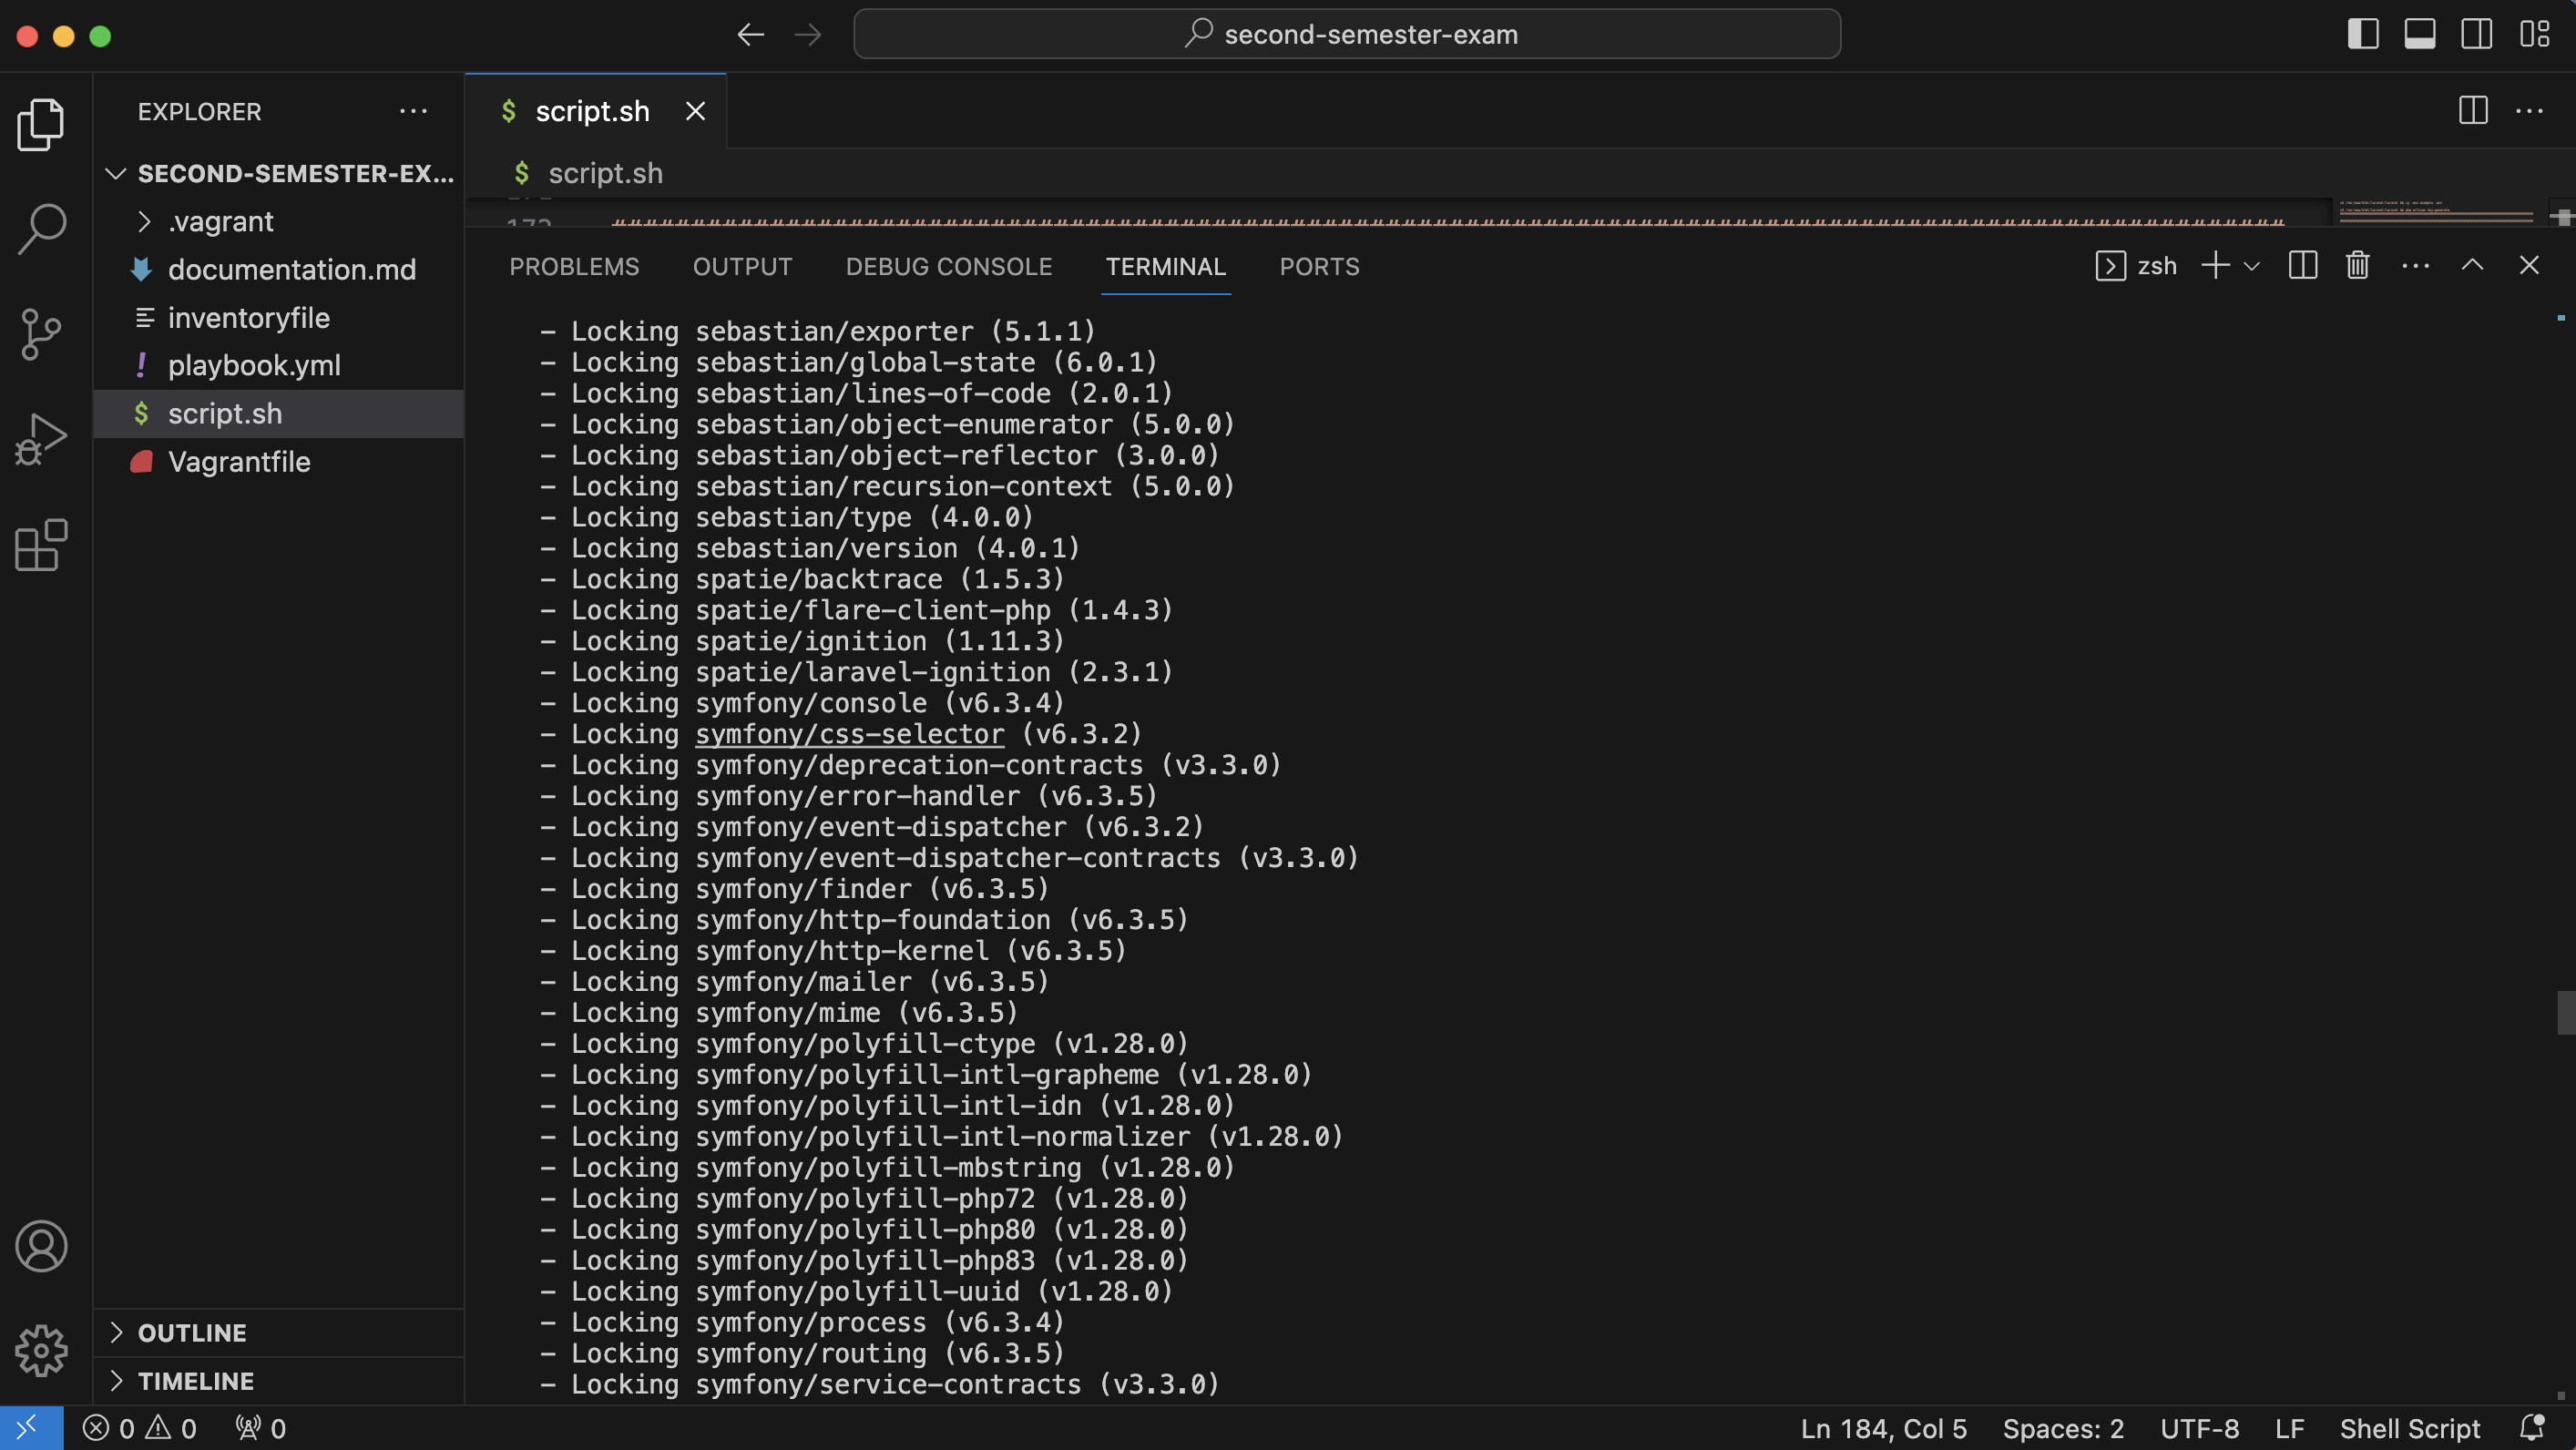 second-semester-exam
EXPLORER
SECOND-SEMESTER-EX...
.vagrant
documentation.md
inventoryfile
playbook.yml
script.sh
Vagrantfile
OUTLINE
TIMELINE
script.sh
script.sh
PROBLEMS OUTPUT DEBUG CONSOLE TERMINAL PORTS zsh
- Locking sebastian/exporter (5.1.1)
- Locking sebastian/global-state (6.0.1)
- Locking sebastian/lines-of-code (2.0.1)
- Locking sebastian/object-enumerator (5.0.0)
- Locking sebastian/object-reflector (3.0.0)
- Locking sebastian/recursion-context (5.0.0)
- Locking sebastian/type (4.0.0)
- Locking sebastian/version (4.0.1)
- Locking spatie/backtrace (1.5.3)
- Locking spatie/flare-client-php (1.4.3)
- Locking spatie/ignition (1.11.3)
- Locking spatie/laravel-ignition (2.3.1)
- Locking symfony/console (v6.3.4)
- Locking symfony/css-selector (v6.3.2)
- Locking symfony/deprecation-contracts (v3.3.0)
- Locking symfony/error-handler (v6.3.5)
- Locking symfony/event-dispatcher (v6.3.2)
- Locking symfony/event-dispatcher-contracts (v3.3.0)
- Locking symfony/finder (v6.3.5)
- Locking symfony/http-foundation (v6.3.5)
- Locking symfony/http-kernel (v6.3.5)
- Locking symfony/mailer (v6.3.5)
- Locking symfony/mime (v6.3.5)
- Locking symfony/polyfill-ctype (v1.28.0)
- Locking symfony/polyfill-intl-grapheme (v1.28.0)
- Locking symfony/polyfill-intl-idn (v1.28.0)
- Locking symfony/polyfill-intl-normalizer (v1.28.0)
- Locking symfony/polyfill-mbstring (v1.28.0)
- Locking symfony/polyfill-php72 (v1.28.0)
- Locking symfony/polyfill-php80 (v1.28.0)
- Locking symfony/polyfill-php83 (v1.28.0)
- Locking symfony/polyfill-uuid (v1.28.0)
- Locking symfony/process (v6.3.4)
- Locking symfony/routing (v6.3.5)
- Locking symfony/service-contracts (v3.3.0)
0 0 0 Ln 184, Col 5 Spaces: 2 UTF-8 LF Shell Script